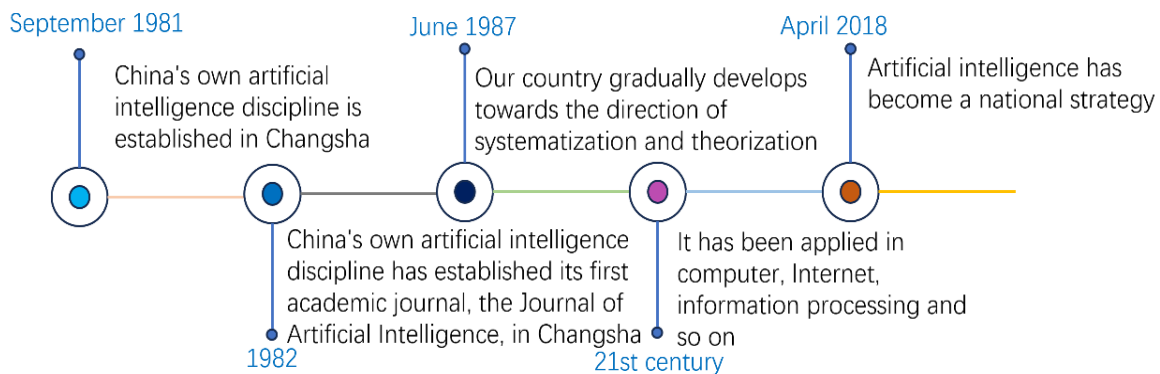 September 1981
China's own artificial
intelligence discipline is
established in Changsha
China's own artificial intelligence
discipline has established its first
academic journal, the Journal of
Artificial Intelligence, in Changsha
1982
June 1987
Our country gradually develops
towards the direction of
systematization and theorization
It has been applied in
computer, Internet,
information processing and
so on
21st century
April 2018
Artificial intelligence has
become a national strategy